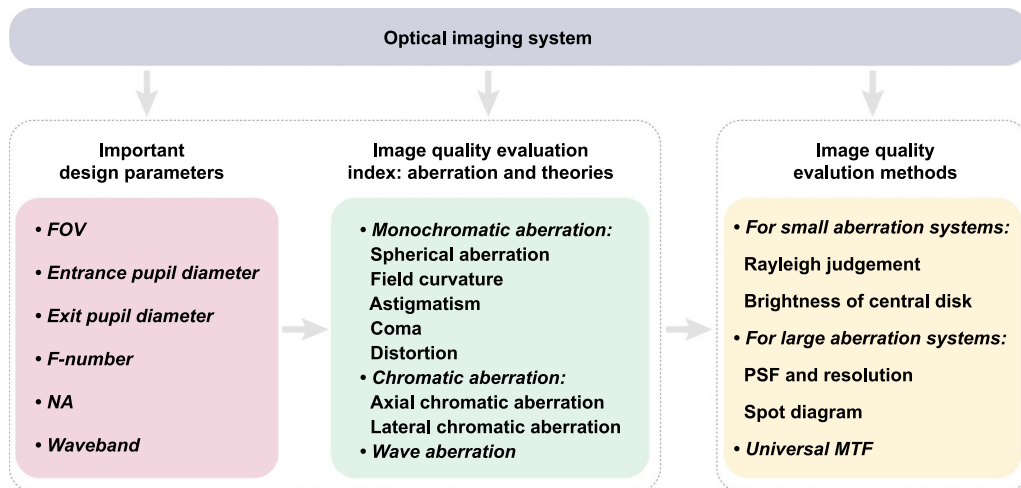 Optical imaging system
Important
design parameters
• FOV
• Entrance pupil diameter
• Exit pupil diameter
• F-number
• NA
• Waveband
Image quality evaluation
index: aberration and theories
• Monochromatic aberration:
Spherical aberration
Field curvature
Astigmatism
Coma
Distortion
• Chromatic aberration:
Axial chromatic aberration
Lateral chromatic aberration
• Wave aberration
Image quality
evalution methods
• For small aberration systems:
Rayleigh judgement
Brightness of central disk
• For large aberration systems:
PSF and resolution
Spot diagram
• Universal MTF